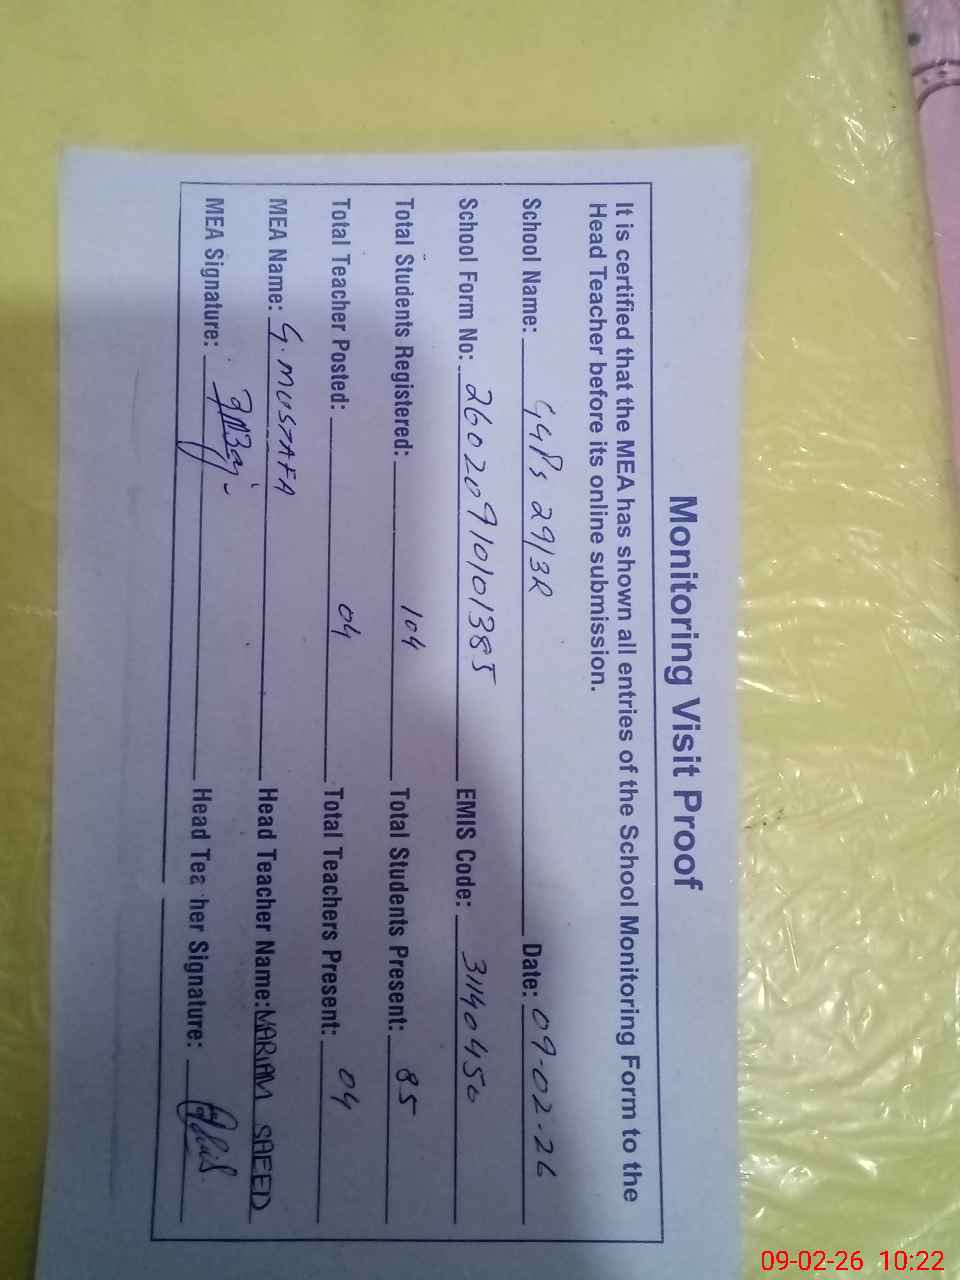 Monitoring Visit Proof
It is certified that the MEA has shown all entries of the School Monitoring Form to the
Head Teacher before its online submission.
School Name: GGPS 29/3R Date: 09-02-26
School Form No: 26020910101385 EMIS Code: 31140450
Total Students Registered: 104 Total Students Present: 85
Total Teacher Posted: 04 Total Teachers Present: 04
MEA Name: G. MUSTAFA Head Teacher Name: MARIAM SAEED
MEA Signature: Head Teacher Signature:
09-02-26 10:22